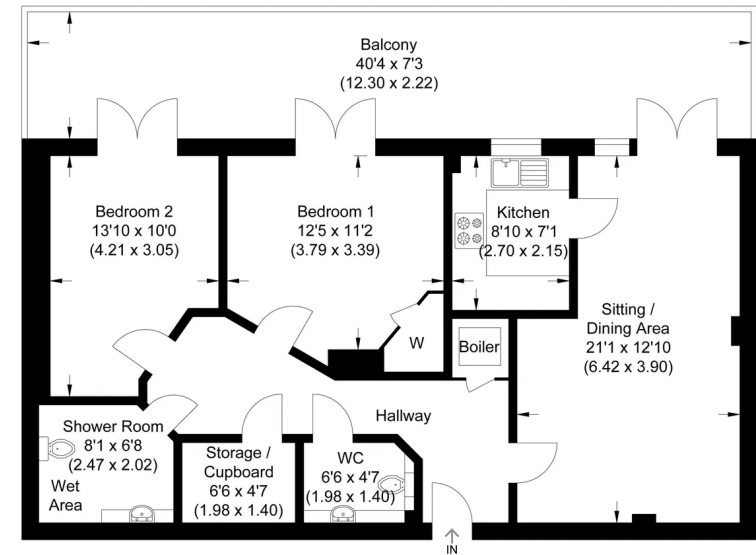 Balcony
40'4 x 7'3
(12.30 x 2.22)
Bedroom 2
13'10 x 10'0
(4.21 x 3.05)
Bedroom 1
12'5 x 11'2
(3.79 x 3.39)
Kitchen
8'10 x 7'1
(2.70 x 2.15)
Sitting /
Dining Area
21'1 x 12'10
(6.42 x 3.90)
W
Boiler
Hallway
Shower Room
8'1 x 6'8
(2.47 x 2.02)
Wet
Area
Storage /
Cupboard
6'6 x 4'7
(1.98 x 1.40)
WC
6'6 x 4'7
(1.98 x 1.40)
IN